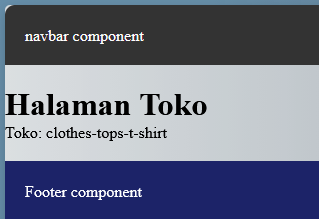 navbar component
Halaman Toko
Toko: clothes-tops-t-shirt
Footer component